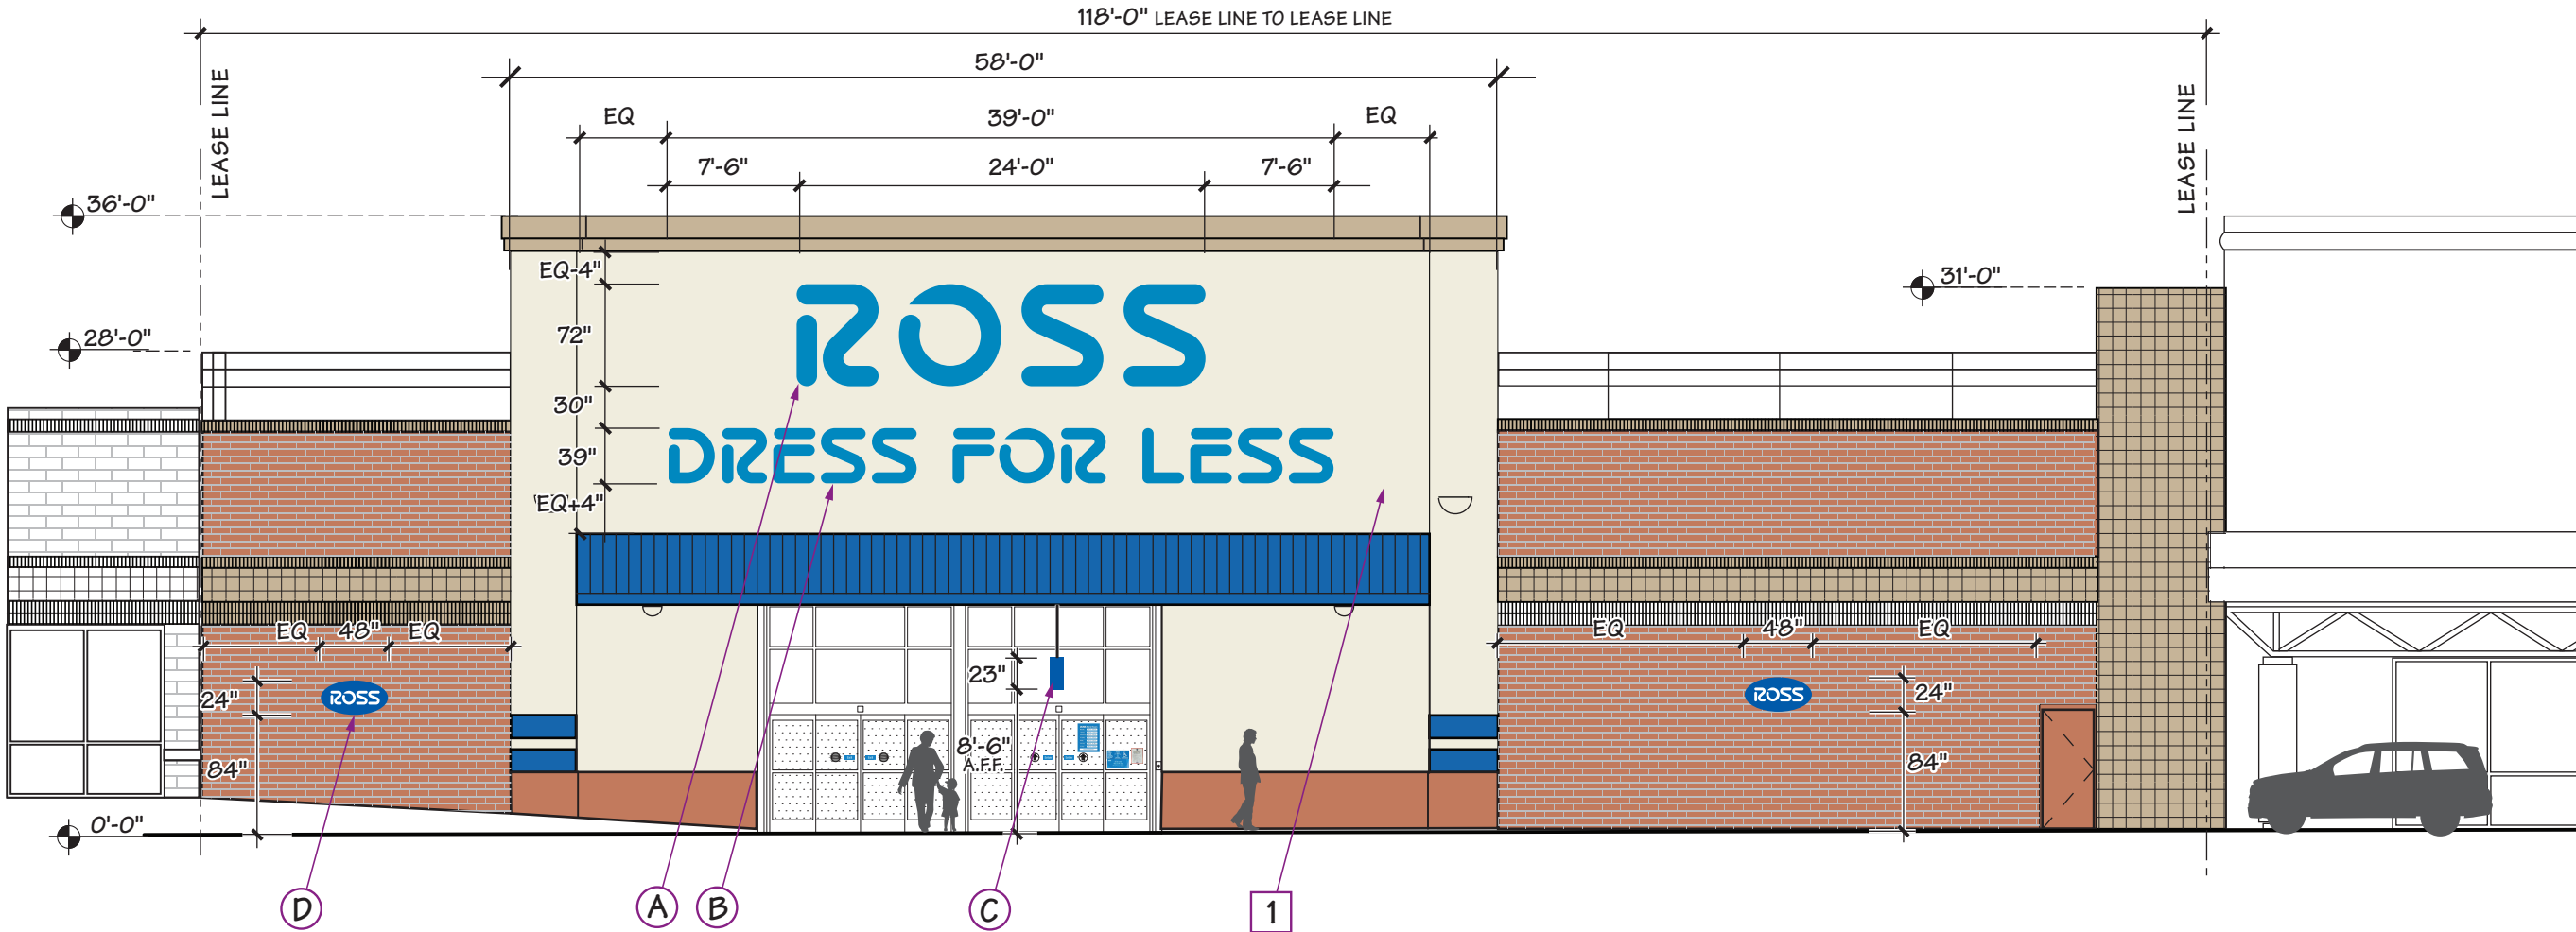 118'-0" LEASE LINE TO LEASE LINE
58'-0"
LEASE LINE
LEASE LINE
EQ
39'-0"
EQ
7'-6"
24'-0"
7'-6"
36'-0"
EQ-4"
31'-0"
28'-0"
72"
ROSS
30"
39"
DRESS FOR LESS
EQ+4"
EQ 48" EQ
EQ 48" EQ
23"
24"
ROSS
ROSS
24"
8'-6"
A.F.F.
84"
84"
0'-0"
D
A
B
C
1